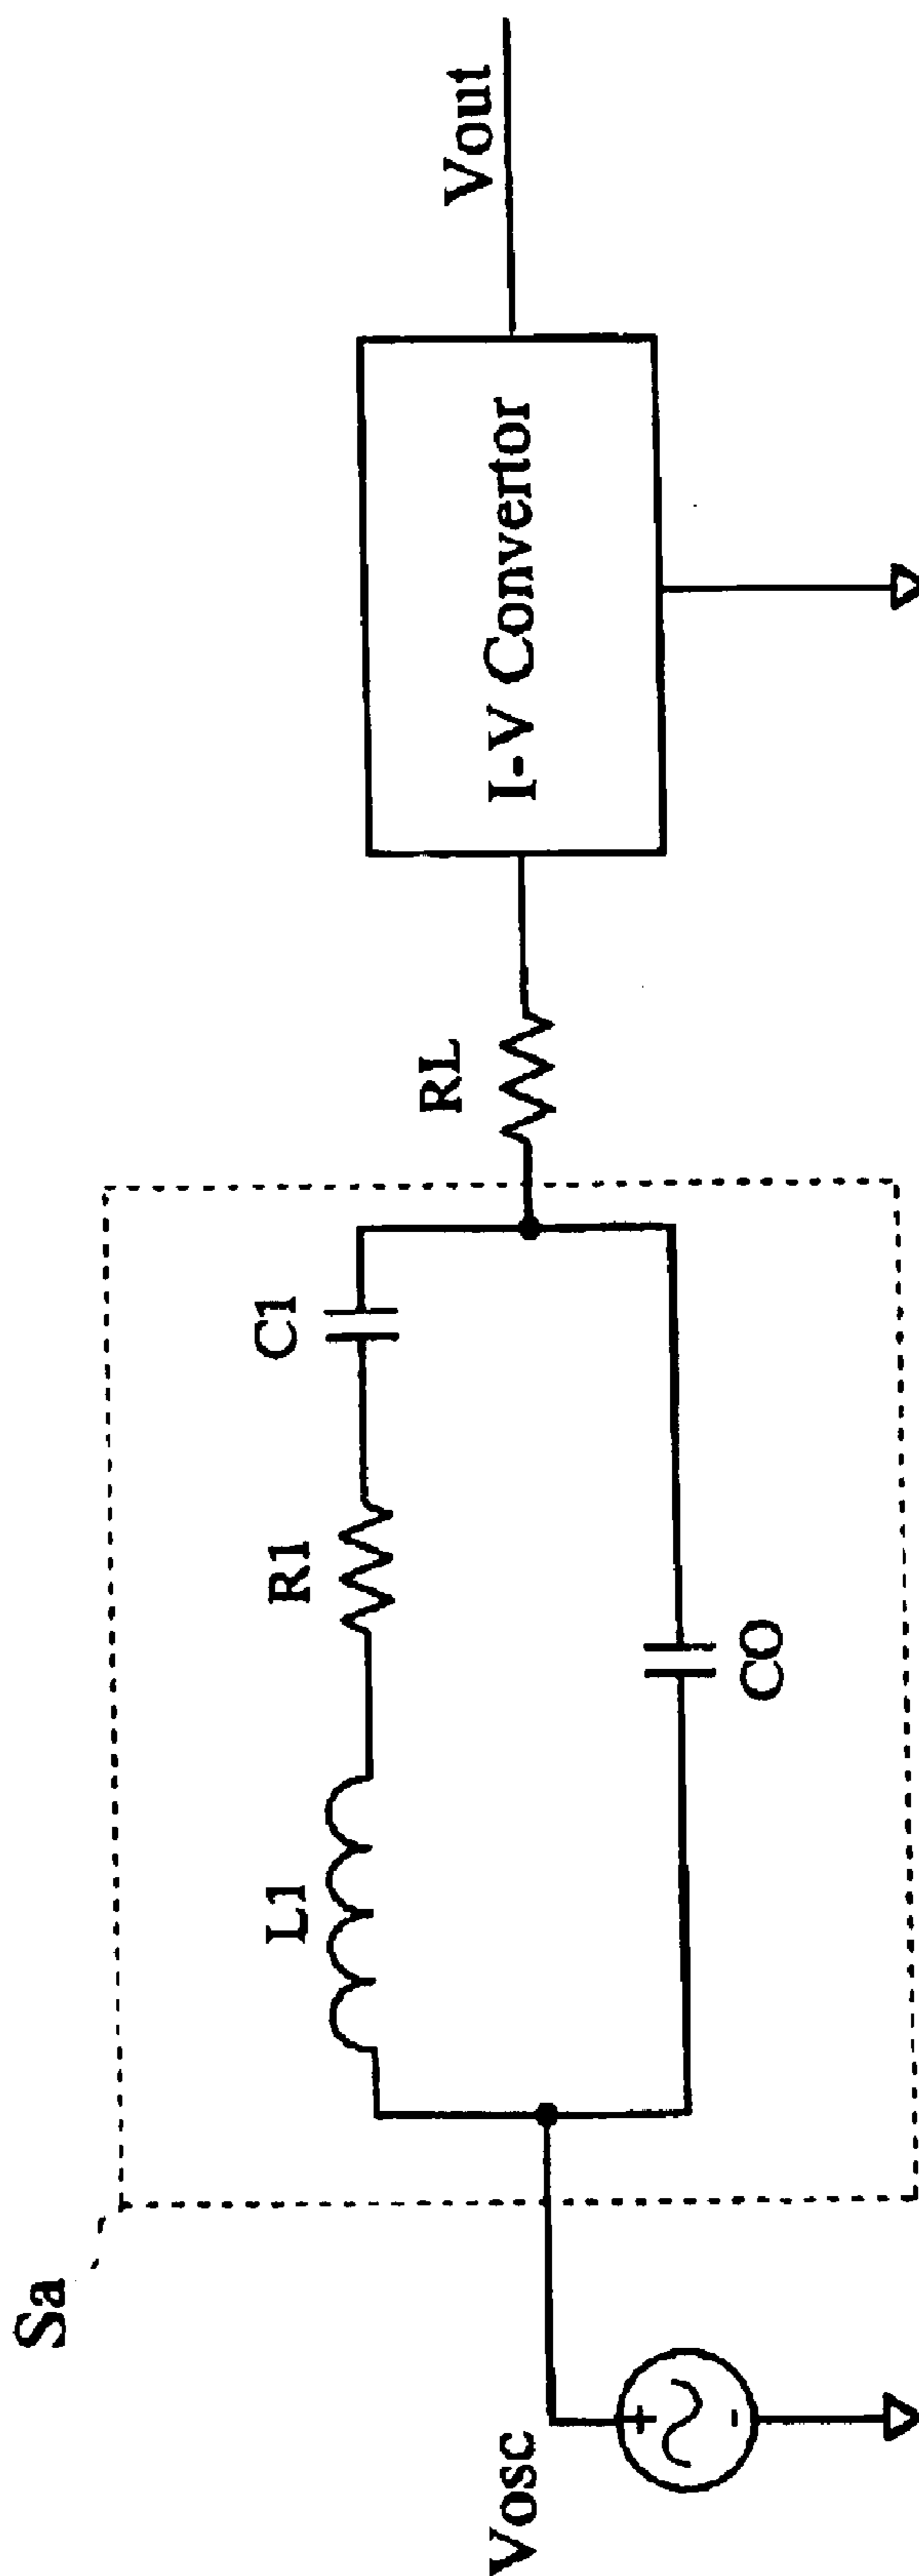 Sa
Vosc
L1
R1
C1
CO
RL
I-V Convertor
Vout
+
-